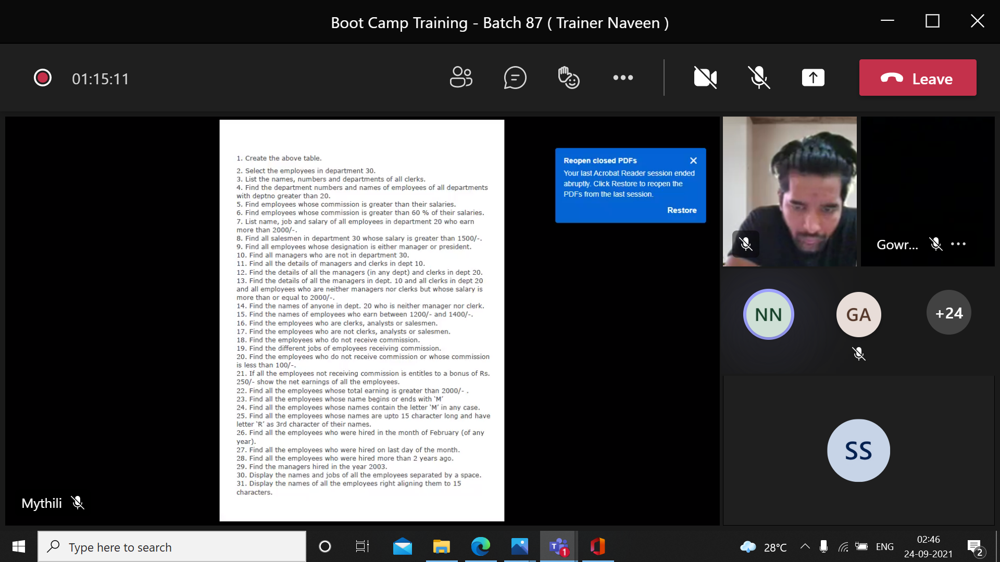 Boot Camp Training - Batch 87 ( Trainer Naveen )
01:15:11
Leave
1. Create the above table.
2. Select the employees in department 30.
3. List the names, numbers and departments of all clerks.
4. Find the department numbers and names of employees of all departments
with deptno greater than 20.
5. Find employees whose commission is greater than their salaries.
6. Find employees whose commission is greater than 60 % of their salaries.
7. List name, job and salary of all employees in department 20 who earn
more than 2000/-.
8. Find all salesmen in department 30 whose salary is greater than 1500/-.
9. Find all employees whose designation is either manager or president.
10. Find all managers who are not in department 30.
11. Find all the details of managers and clerks in dept 10.
12. Find the details of all the managers (in any dept) and clerks in dept 20.
13. Find the details of all the managers in dept. 10 and all clerks in dept 20
and all employees who are neither managers nor clerks but whose salary is
more than or equal to 2000/-.
14. Find the names of anyone in dept. 20 who is neither manager nor clerk.
15. Find the names of employees who earn between 1200/- and 1400/-.
16. Find the employees who are clerks, analysts or salesmen.
17. Find the employees who are not clerks, analysts or salesmen.
18. Find the employees who do not receive commission.
19. Find the different jobs of employees receiving commission.
20. Find the employees who do not receive commission or whose commission
is less than 100/-.
21. If all the employees not receiving commission is entitles to a bonus of Rs.
250/- show the net earnings of all the employees.
22. Find all the employees whose total earning is greater than 2000/- .
23. Find all the employees whose name begins or ends with ‘M’
24. Find all the employees whose names contain the letter ‘M’ in any case.
25. Find all the employees whose names are upto 15 character long and have
letter ‘R’ as 3rd character of their names.
26. Find all the employees who were hired in the month of February (of any
year).
27. Find all the employees who were hired on last day of the month.
28. Find all the employees who were hired more than 2 years ago.
29. Find the managers hired in the year 2003.
30. Display the names and jobs of all the employees separated by a space.
31. Display the names of all the employees right aligning them to 15
characters.
Reopen closed PDFs
Your last Acrobat Reader session ended
abruptly. Click Restore to reopen the
PDFs from the last session.
Restore
Gowr...
NN
GA
+24
SS
Mythili
Type here to search
T
1
28°C
ENG
02:46
24-09-2021
2